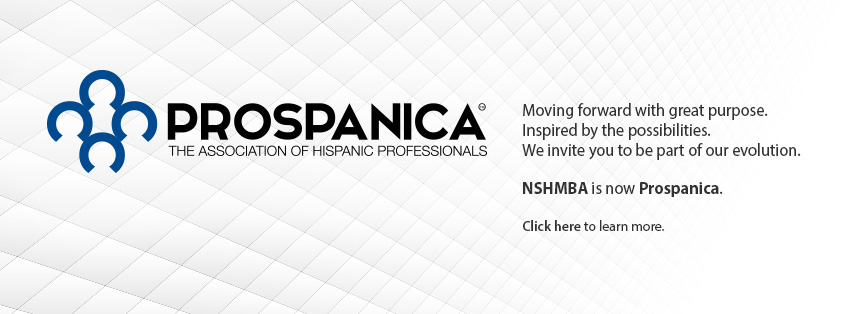 PROSPANICA
THE ASSOCIATION OF HISPANIC PROFESSIONALS
Moving forward with great purpose.
Inspired by the possibilities.
We invite you to be part of our evolution.
NSHMBA is now Prospanica.
Click here to learn more.